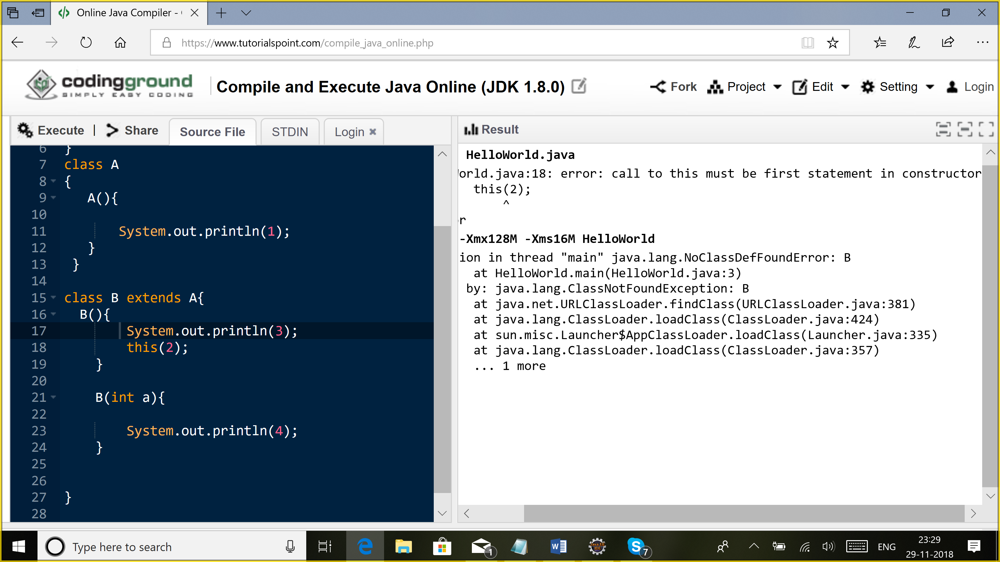 Online Java Compiler -
https://www.tutorialspoint.com/compile_java_online.php
codingground
SIMPLY EASY CODING
Compile and Execute Java Online (JDK 1.8.0)
Fork
Project
Edit
Setting
Login
Execute | Share
Source File
STDIN
Login
Result
6 }
7 class A
8 {
9 A(){
10
11 System.out.println(1);
12 }
13 }
14
15 class B extends A{
16 B(){
17 System.out.println(3);
18 this(2);
19 }
20
21 B(int a){
22
23 System.out.println(4);
24 }
25
26
27 }
28
HelloWorld.java
orld.java:18: error: call to this must be first statement in constructor
this(2);
^
r
-Xmx128M -Xms16M HelloWorld
ion in thread "main" java.lang.NoClassDefFoundError: B
at HelloWorld.main(HelloWorld.java:3)
by: java.lang.ClassNotFoundException: B
at java.net.URLClassLoader.findClass(URLClassLoader.java:381)
at java.lang.ClassLoader.loadClass(ClassLoader.java:424)
at sun.misc.Launcher$AppClassLoader.loadClass(Launcher.java:335)
at java.lang.ClassLoader.loadClass(ClassLoader.java:357)
... 1 more
Type here to search
1
Java EE
IDE
7
ENG
23:29
29-11-2018